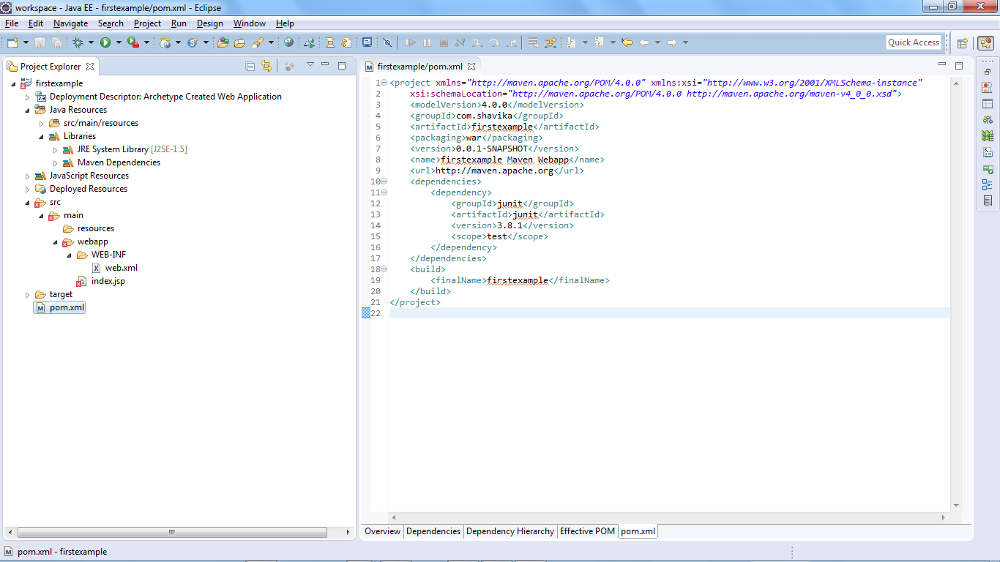 workspace - Java EE - firstexample/pom.xml - Eclipse
File Edit Navigate Search Project Run Design Window Help
Quick Access
Project Explorer
firstexample
Deployment Descriptor: Archetype Created Web Application
Java Resources
src/main/resources
Libraries
JRE System Library [J2SE-1.5]
Maven Dependencies
JavaScript Resources
Deployed Resources
src
main
resources
webapp
WEB-INF
web.xml
index.jsp
target
pom.xml
firstexample/pom.xml
1 <project xmlns="http://maven.apache.org/POM/4.0.0" xmlns:xsi="http://www.w3.org/2001/XMLSchema-instance"
2 xsi:schemaLocation="http://maven.apache.org/POM/4.0.0 http://maven.apache.org/maven-v4_0_0.xsd">
3 <modelVersion>4.0.0</modelVersion>
4 <groupId>com.shavika</groupId>
5 <artifactId>firstexample</artifactId>
6 <packaging>war</packaging>
7 <version>0.0.1-SNAPSHOT</version>
8 <name>firstexample Maven Webapp</name>
9 <url>http://maven.apache.org</url>
10 <dependencies>
11 <dependency>
12 <groupId>junit</groupId>
13 <artifactId>junit</artifactId>
14 <version>3.8.1</version>
15 <scope>test</scope>
16 </dependency>
17 </dependencies>
18 <build>
19 <finalName>firstexample</finalName>
20 </build>
21 </project>
22
Overview Dependencies Dependency Hierarchy Effective POM pom.xml
pom.xml - firstexample